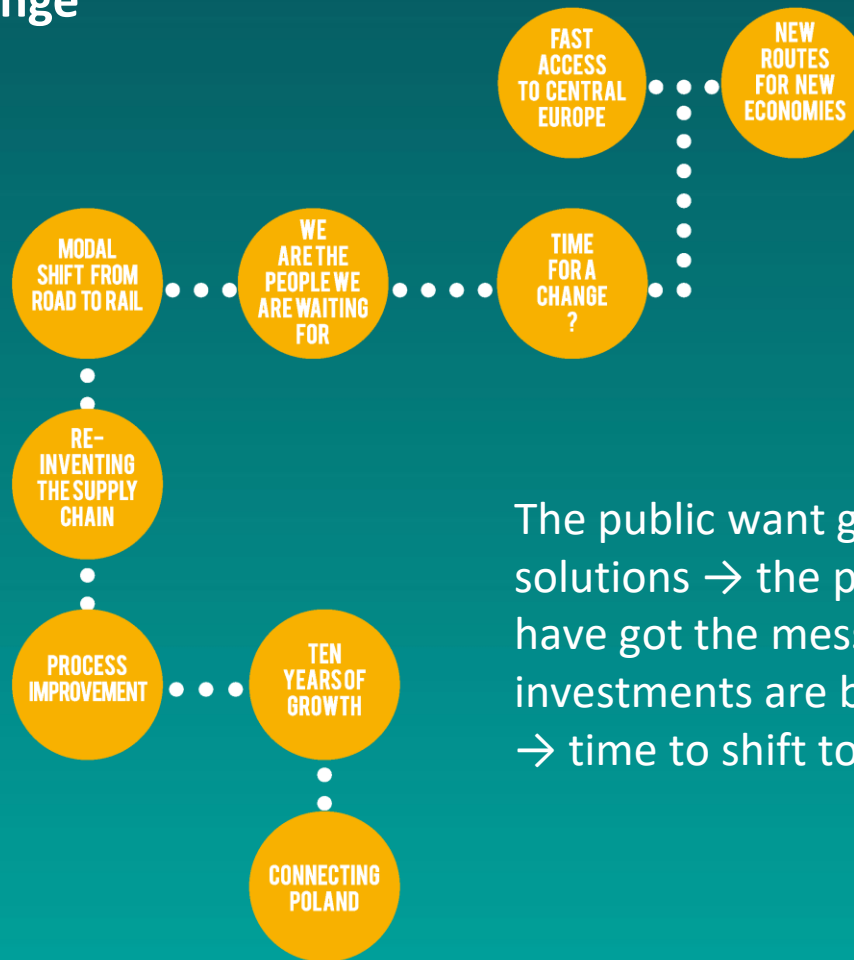 nge
FAST
ACCESS
TO CENTRAL
EUROPE
NEW
ROUTES
FOR NEW
ECONOMIES
MODAL
SHIFT FROM
ROAD TO RAIL
WE
ARE THE
PEOPLE WE
ARE WAITING
FOR
TIME
FOR A
CHANGE
?
RE-
INVENTING
THE SUPPLY
CHAIN
The public want g
solutions → the p
have got the mes
investments are b
→ time to shift to
PROCESS
IMPROVEMENT
TEN
YEARS OF
GROWTH
CONNECTING
POLAND